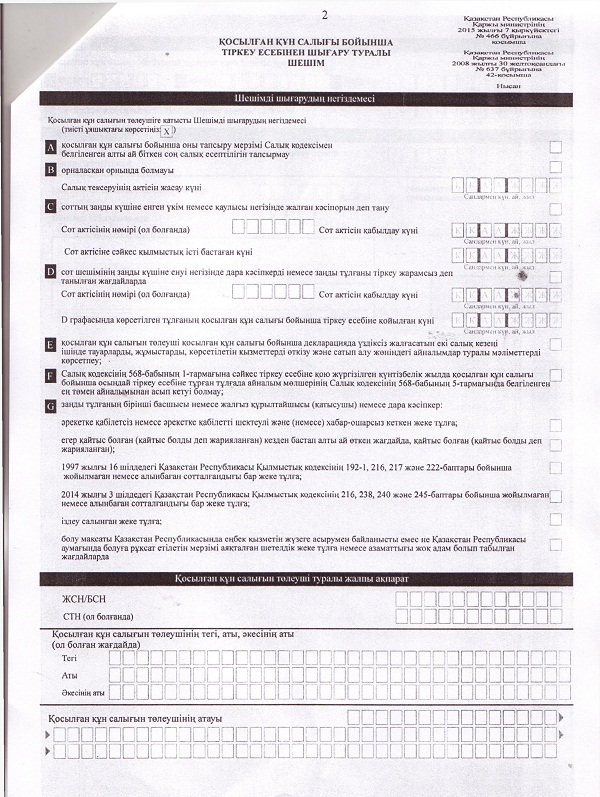 2
Қазақстан Республикасы
Қаржы министрінің
2015 жылғы 7 қыркүйектегі
№ 466 бұйрығына
қосымша
Қазақстан Республикасы
Қаржы министрінің
2008 жылғы 30 желтоқсандағы
№ 637 бұйрығына
42-қосымша
Нысан
ҚОСЫЛҒАН ҚҰН САЛЫҒЫ БОЙЫНША
ТІРКЕУ ЕСЕБІНЕН ШЫҒАРУ ТУРАЛЫ
ШЕШІМ
Шешімді шығарудың негіздемесі
Қосылған құн салығын төлеушіге қатысты Шешімді шығарудың негіздемесі
(тиісті ұяшықтағы көрсетіңіз X )
A қосылған құн салығы бойынша оны тапсыру мерзімі Салық кодексімен
белгіленген алты ай біткен соң салық есептілігін тапсырмау
B орналасқан орнында болмауы
Салық тексеруінің актісін жасау күні К К А А Ж Ж Ж Ж
Сандармен күн, ай, жыл
C соттың заңды күшіне енген үкім немесе қаулысы негізінде жалған кәсіпорын деп тану
Сот актісінің нөмірі (ол болғанда) Сот актісін қабылдау күні К К А А Ж Ж Ж Ж
Сандармен күн, ай, жыл
Сот актісіне сәйкес қылмыстық істі бастаған күні К К А А Ж Ж Ж Ж
Сандармен күн, ай, жыл
D сот шешімінің заңды күшіне енуі негізінде дара кәсіпкерді немесе заңды тұлғаны тіркеу жарамсыз деп
танылған жағдайларда
Сот актісінің нөмірі (ол болғанда) Сот актісін қабылдау күні К К А А Ж Ж Ж Ж
Сандармен күн, ай, жыл
D графасында көрсетілген тұлғаның қосылған құн салығы бойынша тіркеу есебіне қойылған күні К К А А Ж Ж Ж Ж
Сандармен күн, ай, жыл
E қосылған құн салығын төлеуші қосылған құн салығы бойынша декларацияда үздіксіз жалғасатын екі салық кезеңі
ішінде тауарларды, жұмыстарды, көрсетілетін қызметтерді өткізу және сатып алу жөніндегі айналымдар туралы мәліметтерді
көрсетпеу;
F Салық кодексінің 568-бабының 1-тармағына сәйкес тіркеу есебіне қою жүргізілген күнтізбелік жылда қосылған құн салығы
бойынша осындай тіркеу есебіне тұрған тұлғада айналым мөлшерінің Салық кодексінің 568-бабының 5-тармағында белгіленген
ең төмен айналымынан асып кетуі болмау;
G заңды тұлғаның бірінші басшысы немесе жалғыз құрылтайшысы (қатысушы) немесе дара кәсіпкер:
әрекетке қабілетсіз немесе әрекетке қабілетті шектеулі және (немесе) хабар-ошарсыз кеткен жеке тұлға;
егер қайтыс болған (қайтыс болды деп жарияланған) кезден бастап алты ай өткен жағдайда, қайтыс болған (қайтыс болды деп
жарияланған);
1997 жылғы 16 шілдедегі Қазақстан Республикасы Қылмыстық кодексінің 192-1, 216, 217 және 222-баптары бойынша
жойылмаған немесе алынбаған сотталғандығы бар жеке тұлға;
2014 жылғы 3 шілдедегі Қазақстан Республикасы Қылмыстық кодексінің 216, 238, 240 және 245-баптары бойынша жойылмаған
немесе алынбаған сотталғандығы бар жеке тұлға;
іздеу салынған жеке тұлға;
болу мақсаты Қазақстан Республикасында еңбек қызметін жүзеге асырумен байланысты емес не Қазақстан Республикасы
аумағында болуға рұқсат етілетін мерзімі аяқталған шетелдік жеке тұлға немесе азаматтығы жоқ адам болып табылған
жағдайларда
Қосылған құн салығын төлеуші туралы жалпы ақпарат
ЖСН/БСН
СТН (ол болғанда)
Қосылған құн салығын төлеушінің тегі, аты, әкесінің аты
(ол болған жағдайда)
Тегі
Аты
Әкесінің аты
Қосылған құн салығын төлеушінің атауы